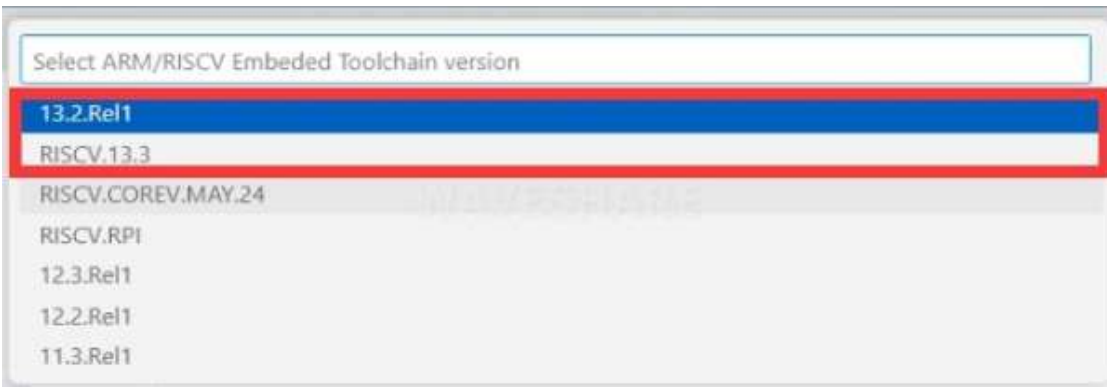 Select ARM/RISCV Embeded Toolchain version
13.2.Rel1
RISCV.13.3
RISCV.COREV.MAY.24
RISCV.RPI
12.3.Rel1
12.2.Rel1
11.3.Rel1